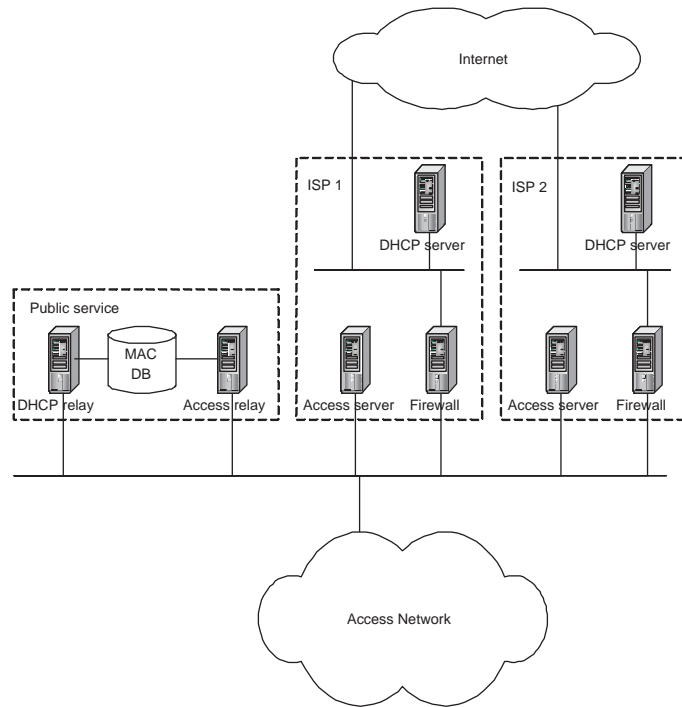 Internet
ISP 1
ISP 2
DHCP server
DHCP server
Public service
MAC
DB
DHCP relay
Access relay
Access server
Firewall
Access server
Firewall
Access Network